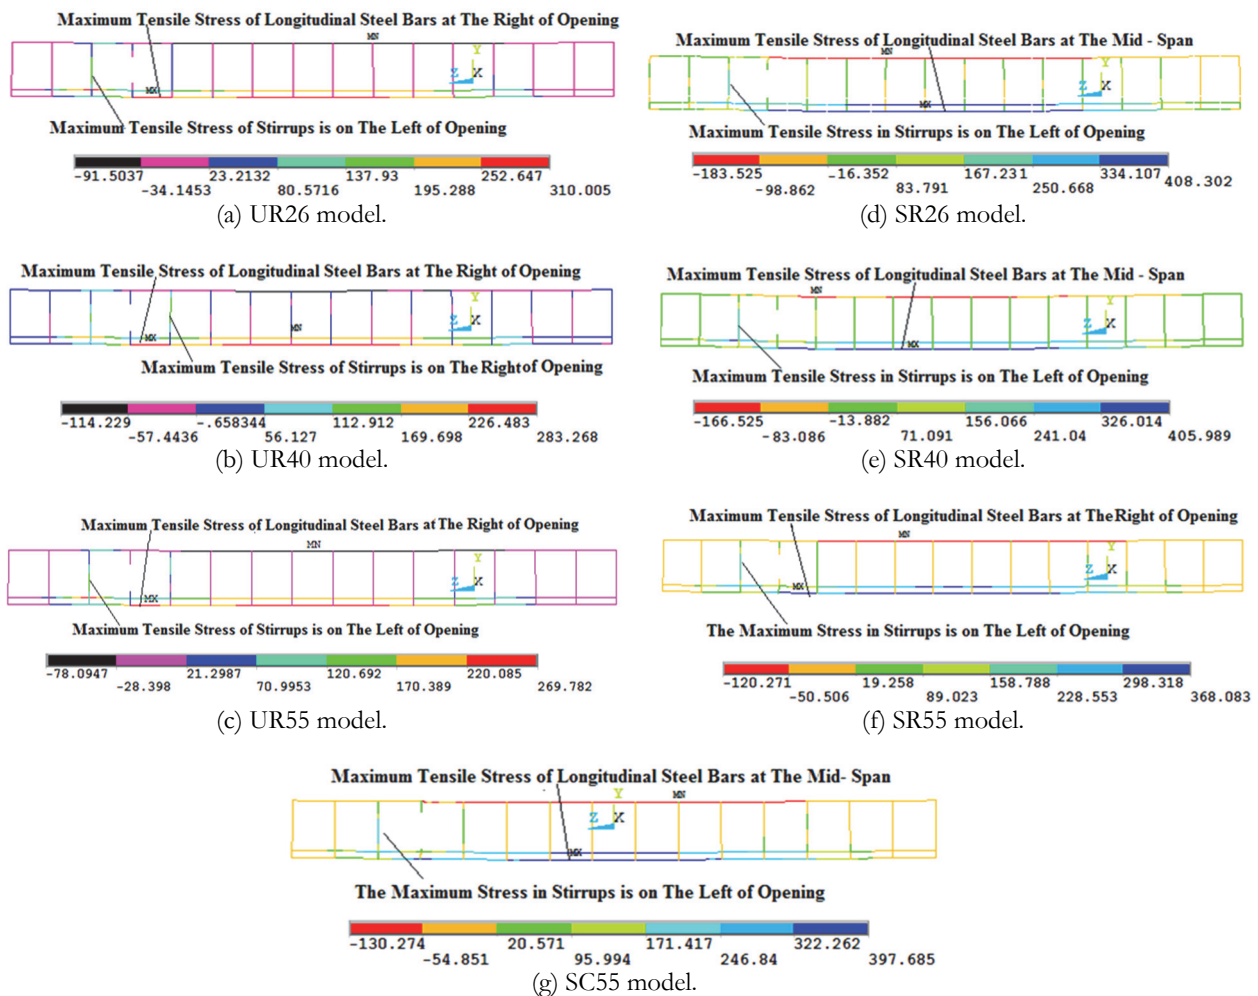 Maximum Tensile Stress of Longitudinal Steel Bars at The Right of Opening
MN
Y
Z X
MX
Maximum Tensile Stress of Stirrups is on The Left of Opening
-91.5037 23.2132 137.93 252.647
-34.1453 80.5716 195.288 310.005
(a) UR26 model.
Maximum Tensile Stress of Longitudinal Steel Bars at The Mid - Span
MN
Y
Z X
MX
Maximum Tensile Stress in Stirrups is on The Left of Opening
-183.525 -16.352 167.231 334.107
-98.862 83.791 250.668 408.302
(d) SR26 model.
Maximum Tensile Stress of Longitudinal Steel Bars at The Right of Opening
Y
Z X
MN
MX
Maximum Tensile Stress of Stirrups is on The Right of Opening
-114.229 -.658344 112.912 226.483
-57.4436 56.127 169.698 283.268
(b) UR40 model.
Maximum Tensile Stress of Longitudinal Steel Bars at The Mid - Span
MN
Y
Z X
MX
Maximum Tensile Stress in Stirrups is on The Left of Opening
-166.525 -13.882 156.066 326.014
-83.086 71.091 241.04 405.989
(e) SR40 model.
Maximum Tensile Stress of Longitudinal Steel Bars at The Right of Opening
MN
Y
Z X
MX
Maximum Tensile Stress of Stirrups is on The Left of Opening
-78.0947 21.2987 120.692 220.085
-28.398 70.9953 170.389 269.782
(c) UR55 model.
Maximum Tensile Stress of Longitudinal Steel Bars at The Right of Opening
MN
Y
Z X
MX
The Maximum Stress in Stirrups is on The Left of Opening
-120.271 19.258 158.788 298.318
-50.506 89.023 228.553 368.083
(f) SR55 model.
Maximum Tensile Stress of Longitudinal Steel Bars at The Mid- Span
Y
MN
Z X
MX
The Maximum Stress in Stirrups is on The Left of Opening
-130.274 20.571 171.417 322.262
-54.851 95.994 246.84 397.685
(g) SC55 model.